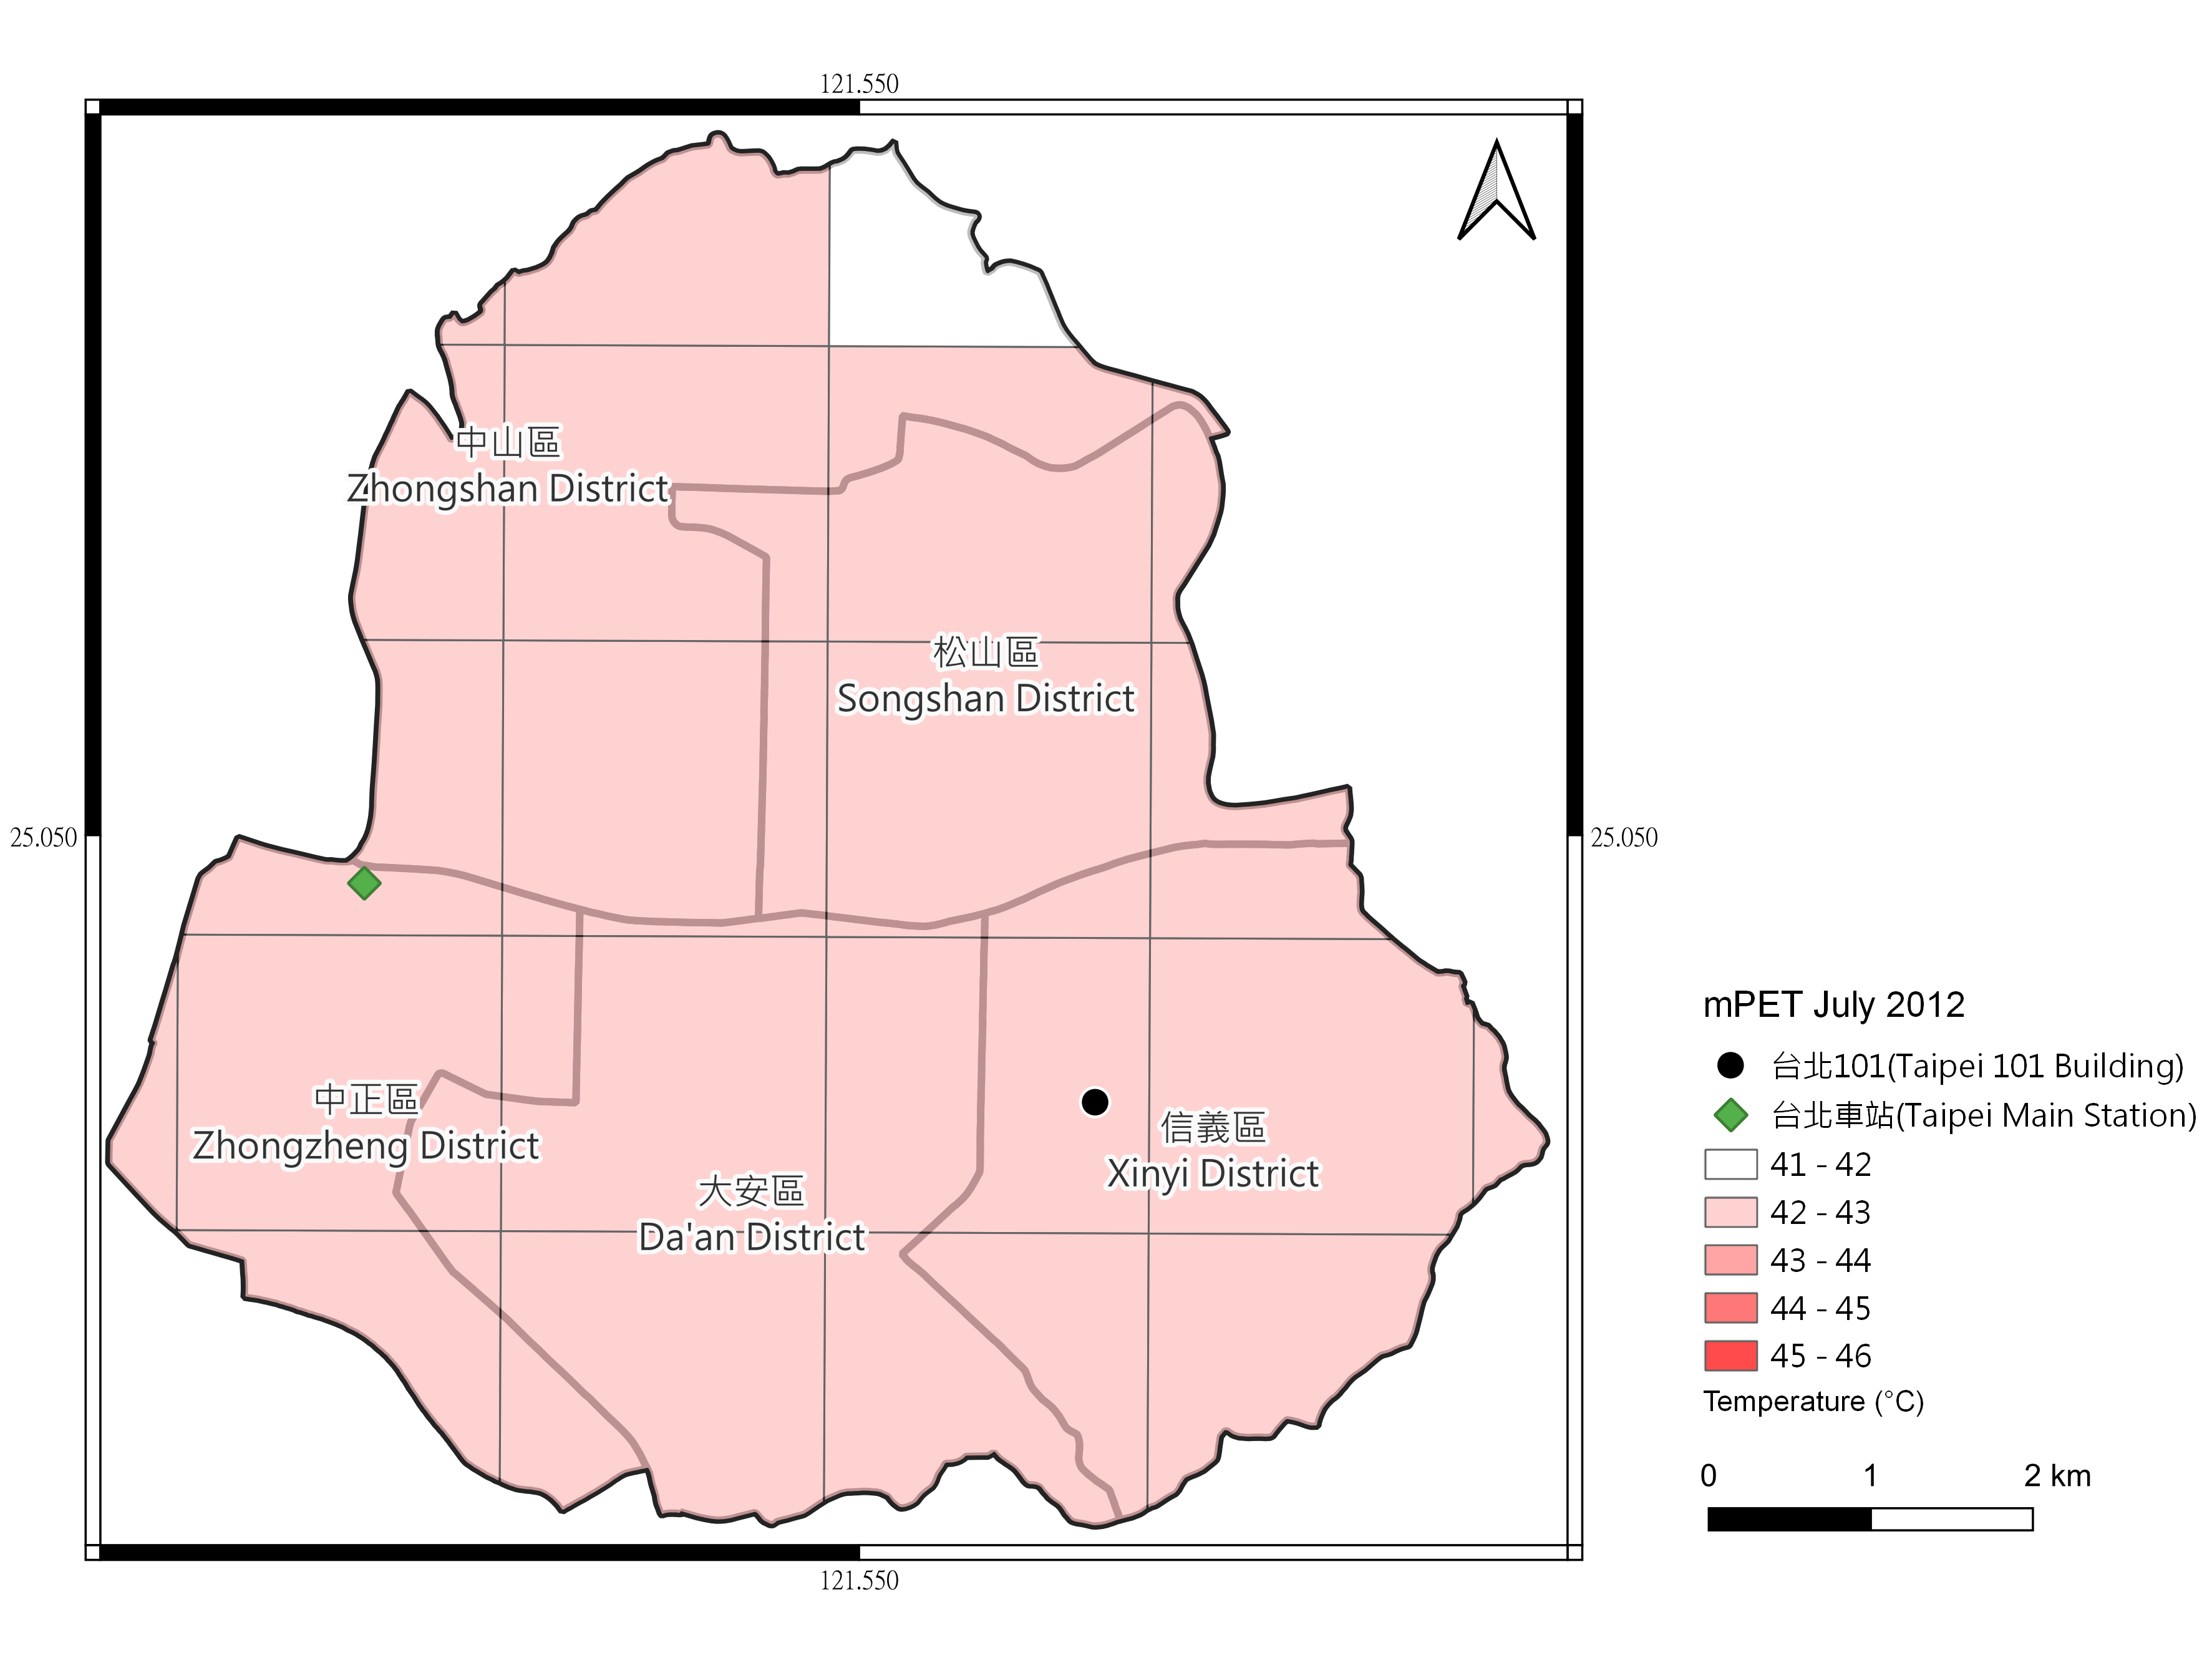 121.550
中山區
Zhongshan District
松山區
Songshan District
25.050
25.050
中正區
Zhongzheng District
信義區
Xinyi District
大安區
Da'an District
121.550
mPET July 2012
台北101(Taipei 101 Building)
台北車站(Taipei Main Station)
41 - 42
42 - 43
43 - 44
44 - 45
45 - 46
Temperature (°C)
0 1 2 km